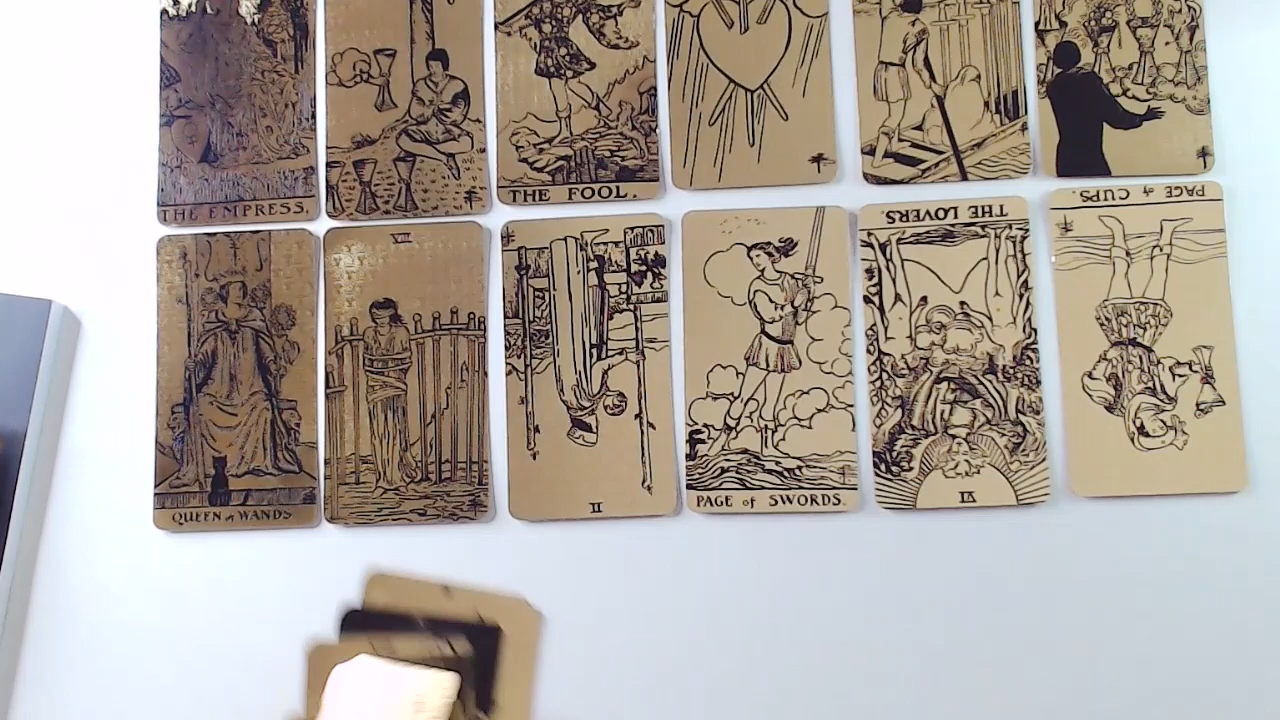 THE EMPRESS.
THE FOOL.
QUEEN of WANDS
VIII
II
PAGE of SWORDS.
THE LOVERS.
VI
PAGE of CUPS.